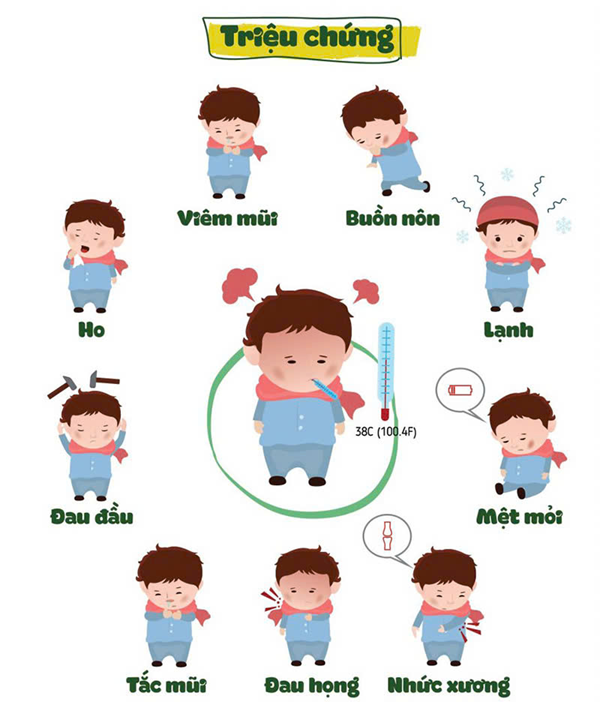 Triệu chứng
Viêm mũi
Buồn nôn
Ho
Lạnh
38C (100.4F)
Đau đầu
Mệt mỏi
Tắc mũi
Đau họng
Nhức xương